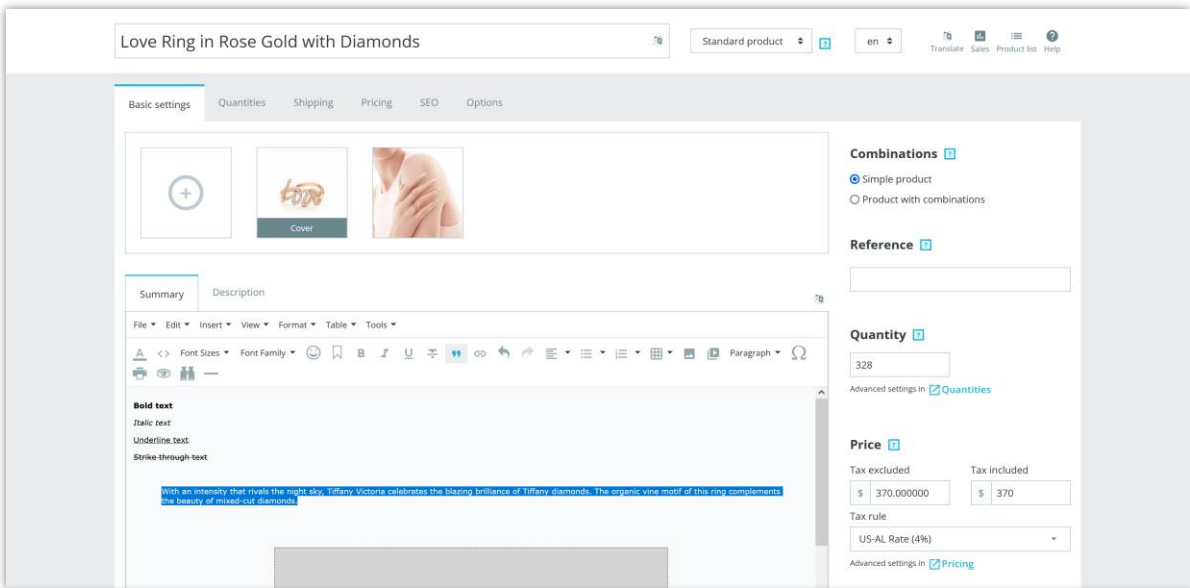 Love Ring in Rose Gold with Diamonds
Standard product
?
en
Translate Sales Product list Help
Basic settings Quantities Shipping Pricing SEO Options
Cover
Combinations ?
Simple product
Product with combinations
Reference ?
Summary Description
File Edit Insert View Format Table Tools
A <> Font Sizes Font Family B I U Paragraph Ω
Bold text
Italic text
Underline text
Strike through text
With an intensity that rivals the night sky, Tiffany Victoria celebrates the blazing brilliance of Tiffany diamonds. The organic vine motif of this ring complements
the beauty of mixed-cut diamonds.
Quantity ?
328
Advanced settings in Quantities
Price ?
Tax excluded Tax included
$ 370.000000 $ 370
Tax rule
US-AL Rate (4%)
Advanced settings in Pricing